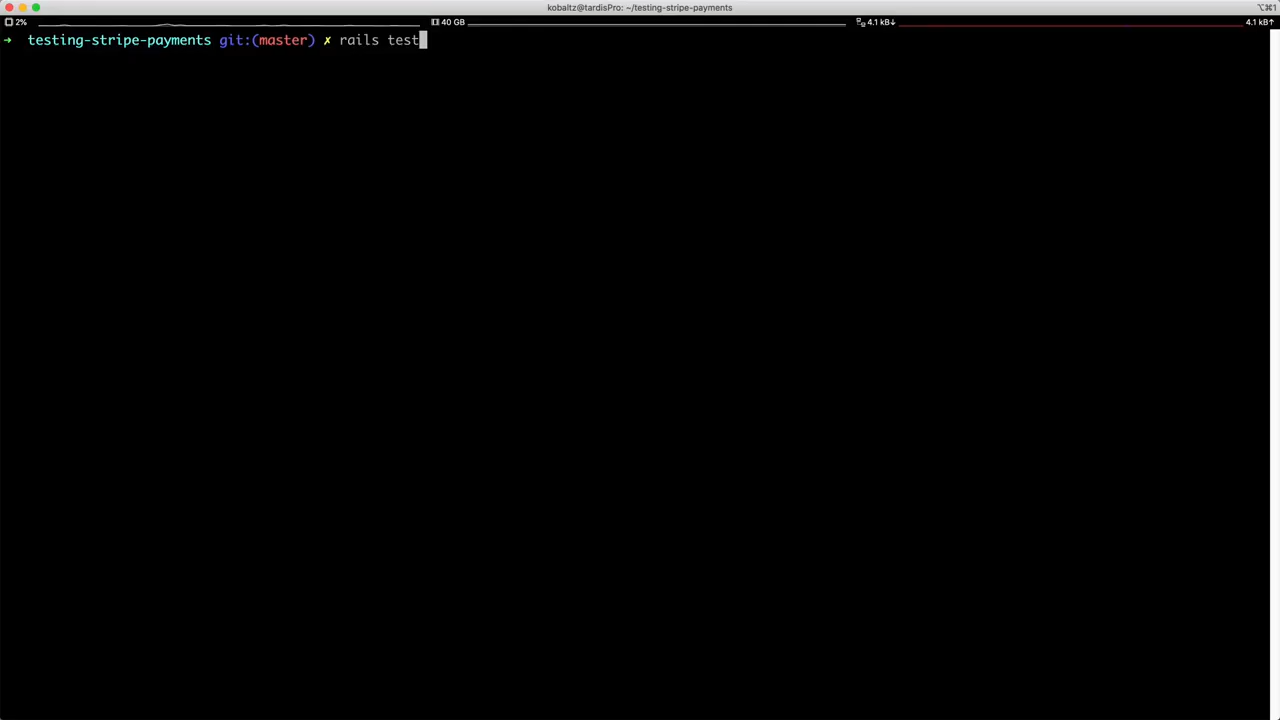 kobaltz@tardisPro: ~/testing-stripe-payments
⌥⌘1
2%
40 GB
4.1 kB↓
4.1 kB↑
➜ testing-stripe-payments git:(master) ✗ rails test